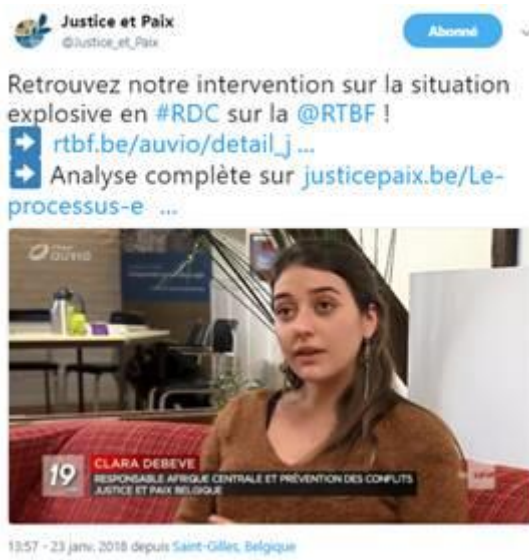 Justice et Paix
@Justice_et_Paix
Abonné
Retrouvez notre intervention sur la situation
explosive en #RDC sur la @RTBF !
rtbf.be/auvio/detail_j ...
Analyse complète sur justicepaix.be/Le-
processus-e ...
auvio
19
CLARA DEBEVE
RESPONSABLE AFRIQUE CENTRALE ET PRÉVENTION DES CONFLITS
JUSTICE ET PAIX BELGIQUE
13:57 - 23 janv. 2018 depuis Saint-Gilles, Belgique